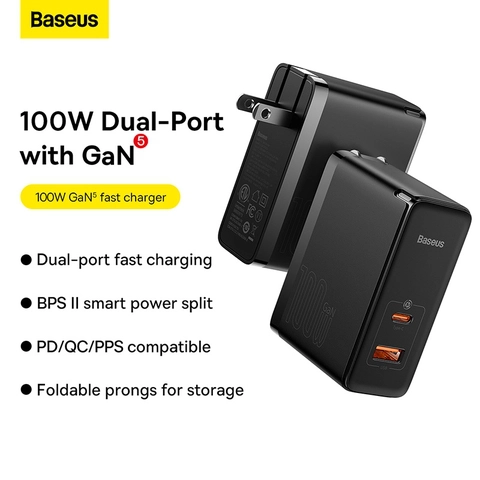 Baseus
100W Dual-Port
with GaN⁵
100W GaN⁵ fast charger
● Dual-port fast charging
● BPS II smart power split
● PD/QC/PPS compatible
● Foldable prongs for storage
Baseus
100W